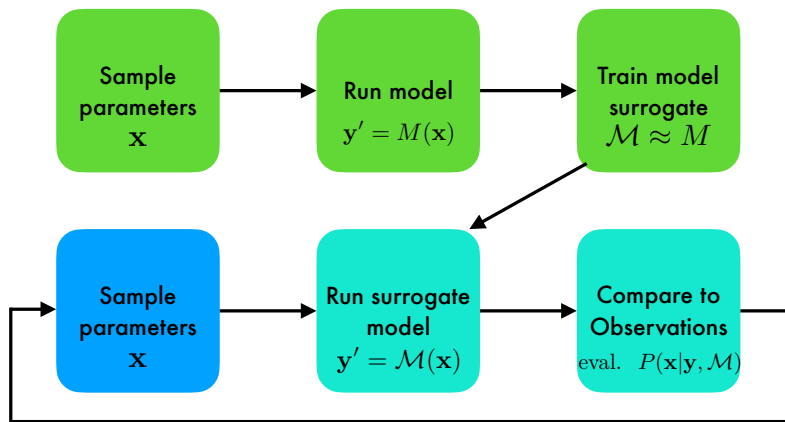 Sample
parameters
x
Run model
y′ = M(x)
Train model
surrogate
ℳ ≈ M
Sample
parameters
x
Run surrogate
model
y′ = ℳ(x)
Compare to
Observations
eval. P(x|y, ℳ)